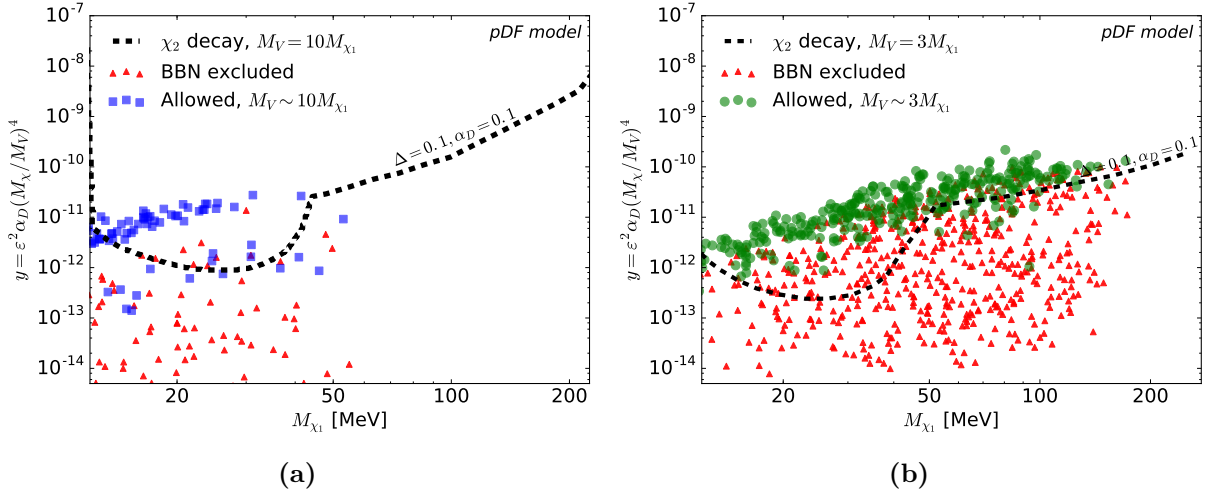 10⁻⁷
10⁻⁸
10⁻⁹
10⁻¹⁰
10⁻¹¹
10⁻¹²
10⁻¹³
10⁻¹⁴
y = ε²α_D(M_χ/M_V)⁴
pDF model
χ₂ decay, M_V = 10M_χ₁
BBN excluded
Allowed, M_V ∼ 10M_χ₁
Δ = 0.1, α_D = 0.1
20 50 100 200
M_χ₁ [MeV]
(a)
10⁻⁷
10⁻⁸
10⁻⁹
10⁻¹⁰
10⁻¹¹
10⁻¹²
10⁻¹³
10⁻¹⁴
y = ε²α_D(M_χ/M_V)⁴
pDF model
χ₂ decay, M_V = 3M_χ₁
BBN excluded
Allowed, M_V ∼ 3M_χ₁
Δ = 0.1, α_D = 0.1
20 50 100 200
M_χ₁ [MeV]
(b)